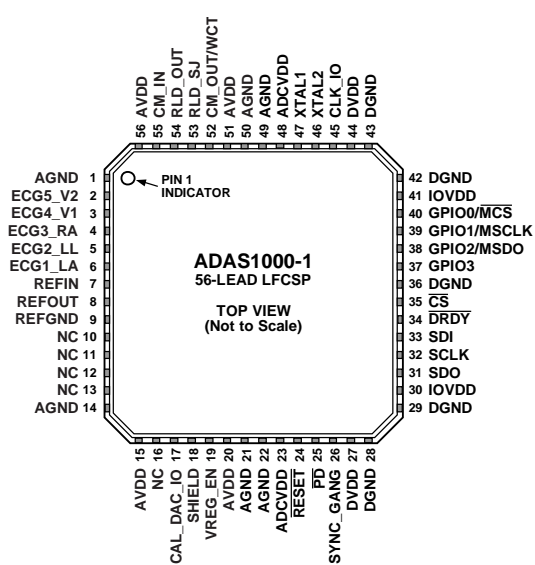 56 AVDD
55 CM_IN
54 RLD_OUT
53 RLD_SJ
52 CM_OUT/WCT
51 AVDD
50 AGND
49 AGND
48 ADCVDD
47 XTAL1
46 XTAL2
45 CLK_IO
44 DVDD
43 DGND
AGND 1
ECG5_V2 2
ECG4_V1 3
ECG3_RA 4
ECG2_LL 5
ECG1_LA 6
REFIN 7
REFOUT 8
REFGND 9
NC 10
NC 11
NC 12
NC 13
AGND 14
PIN 1
INDICATOR
ADAS1000-1
56-LEAD LFCSP
TOP VIEW
(Not to Scale)
42 DGND
41 IOVDD
40 GPIO0/M̅C̅S̅
39 GPIO1/MSCLK
38 GPIO2/MSDO
37 GPIO3
36 DGND
35 C̅S̅
34 D̅R̅D̅Y̅
33 SDI
32 SCLK
31 SDO
30 IOVDD
29 DGND
AVDD 15
NC 16
CAL_DAC_IO 17
SHIELD 18
VREG_EN 19
AVDD 20
AGND 21
AGND 22
ADCVDD 23
R̅E̅S̅E̅T̅ 24
P̅D̅ 25
SYNC_GANG 26
DVDD 27
DGND 28